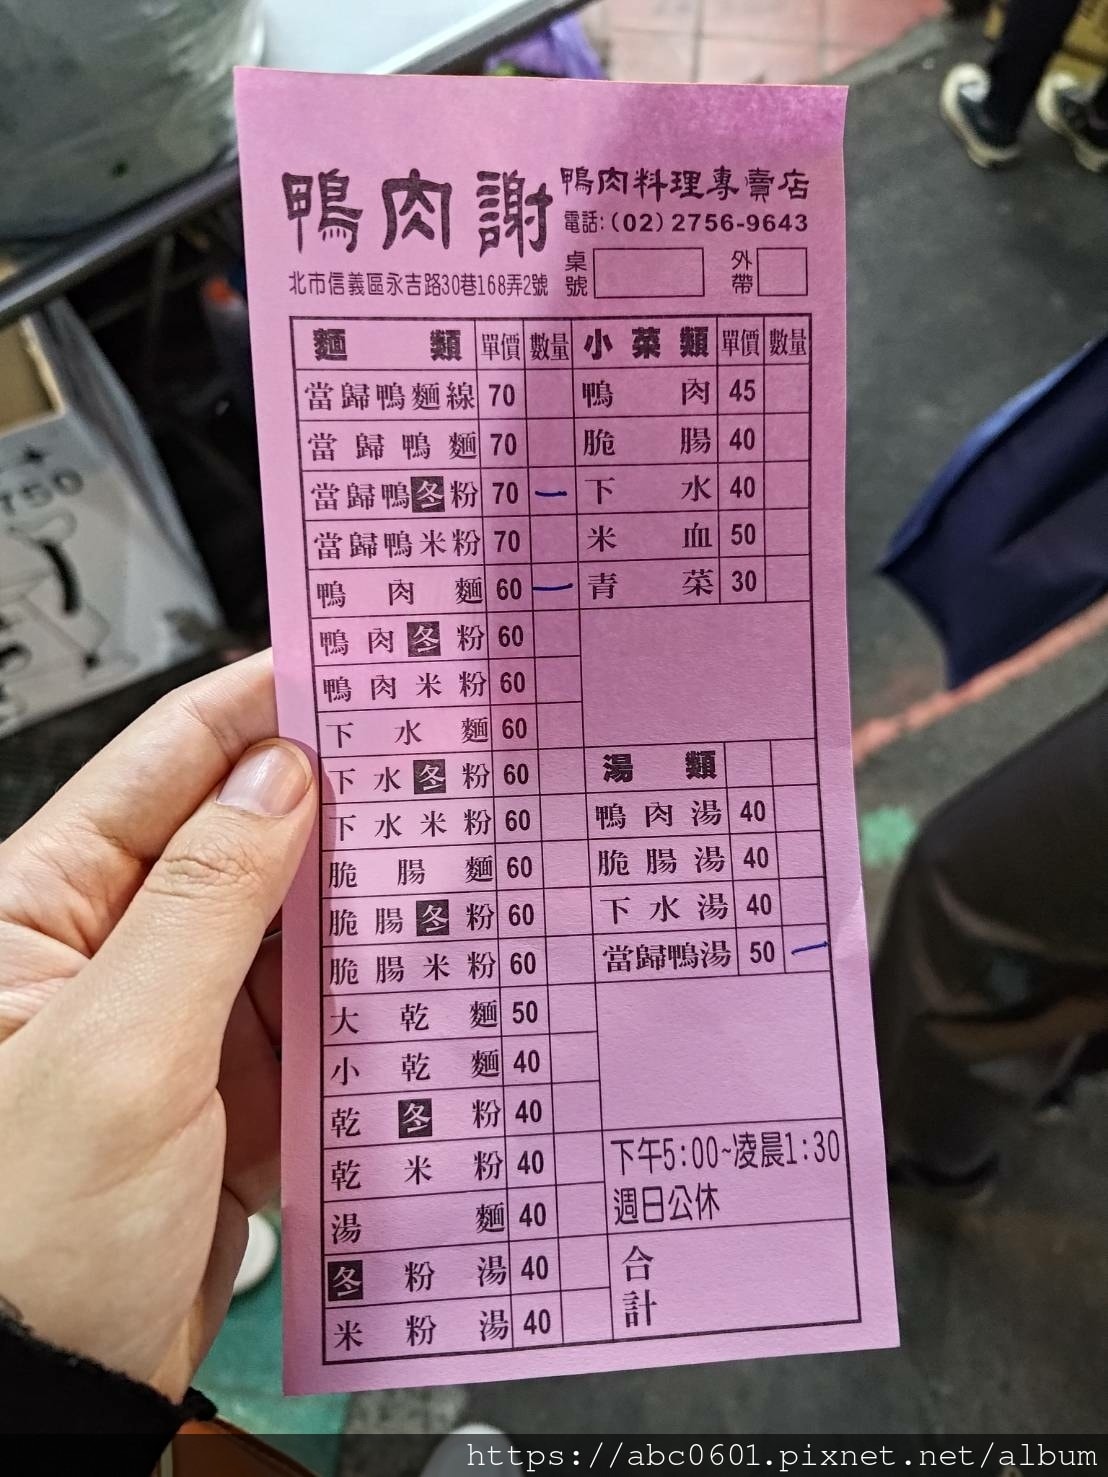 鴨肉謝 鴨肉料理專賣店
電話:(02)2756-9643
北市信義區永吉路30巷168弄2號 桌號 外帶
麵類 單價 數量 小菜類 單價 數量
當歸鴨麵線 70 鴨肉 45
當歸鴨麵 70 脆腸 40
當歸鴨冬粉 70 一 下水 40
當歸鴨米粉 70 米血 50
鴨肉麵 60 一 青菜 30
鴨肉冬粉 60
鴨肉米粉 60
下水麵 60
下水冬粉 60 湯類
下水米粉 60 鴨肉湯 40
脆腸麵 60 脆腸湯 40
脆腸冬粉 60 下水湯 40
脆腸米粉 60 當歸鴨湯 50 一
大乾麵 50
小乾麵 40
乾冬粉 40
乾米粉 40 下午5:00~凌晨1:30
湯麵 40 週日公休
冬粉湯 40 合計
米粉湯 40
750
https://abc0601.pixnet.net/album